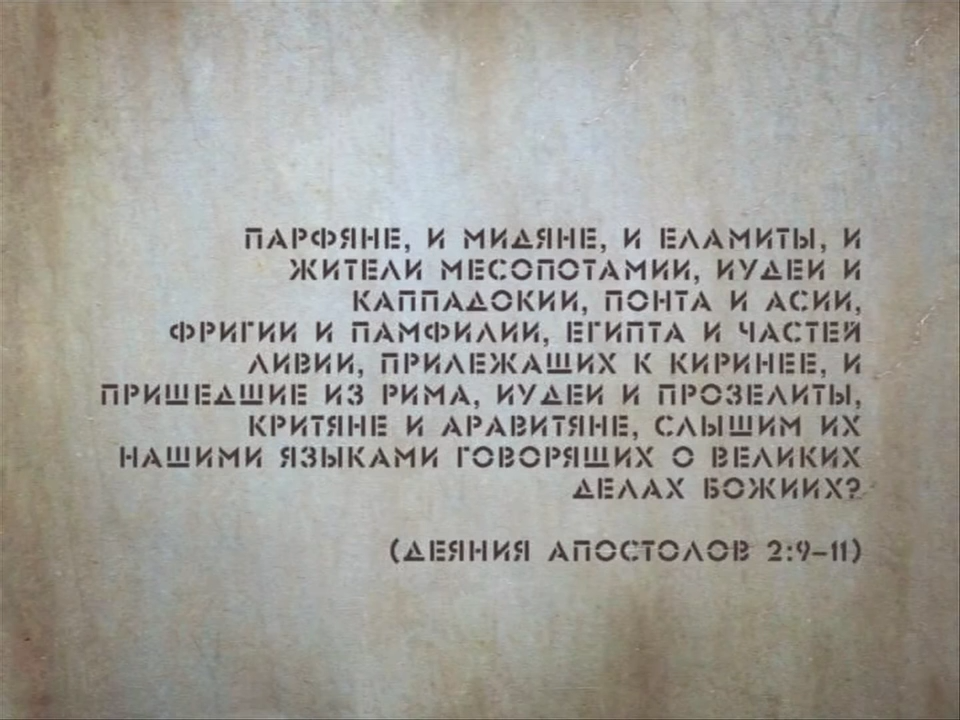 ПАРФЯНЕ, И МИДЯНЕ, И ЕЛАМИТЫ, И
ЖИТЕЛИ МЕСОПОТАМИИ, ИУДЕИ И
КАППАДОКИИ, ПОНТА И АСИИ,
ФРИГИИ И ПАМФИЛИИ, ЕГИПТА И ЧАСТЕЙ
ЛИВИИ, ПРИЛЕЖАЩИХ К КИРИНЕЕ, И
ПРИШЕДШИЕ ИЗ РИМА, ИУДЕИ И ПРОЗЕЛИТЫ,
КРИТЯНЕ И АРАВИТЯНЕ, СЛЫШИМ ИХ
НАШИМИ ЯЗЫКАМИ ГОВОРЯЩИХ О ВЕЛИКИХ
ДЕЛАХ БОЖИИХ?
(ДЕЯНИЯ АПОСТОЛОВ 2:9–11)